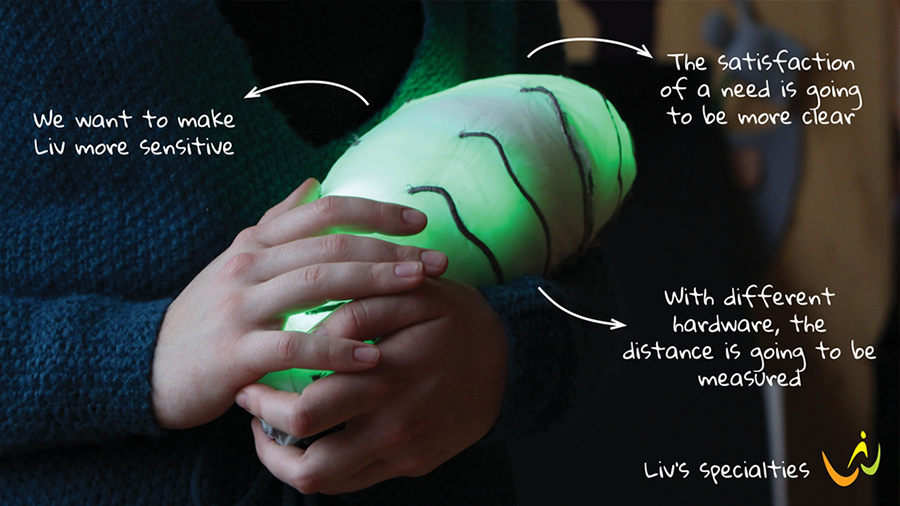 We want to make
Liv more sensitive
The satisfaction
of a need is going
to be more clear
With different
hardware, the
distance is going to be
measured
Liv's specialties